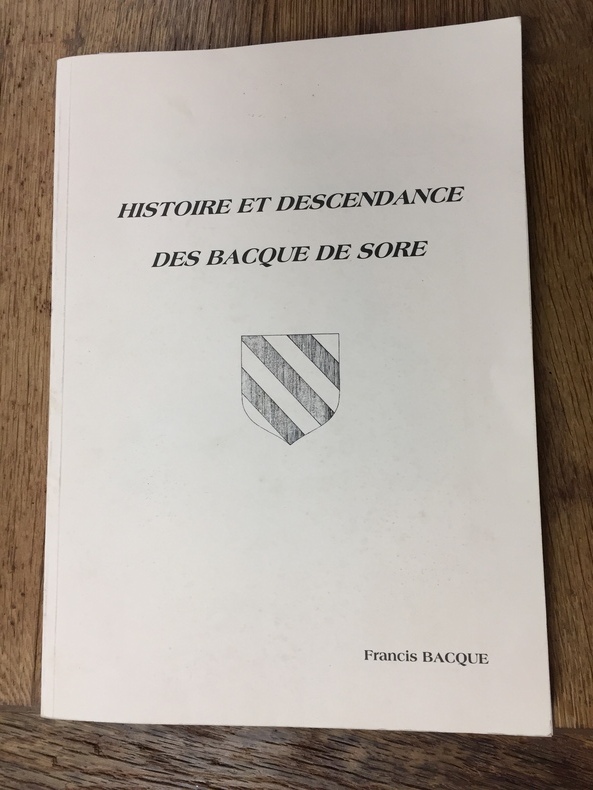 HISTOIRE ET DESCENDANCE
DES BACQUE DE SORE
Francis BACQUE